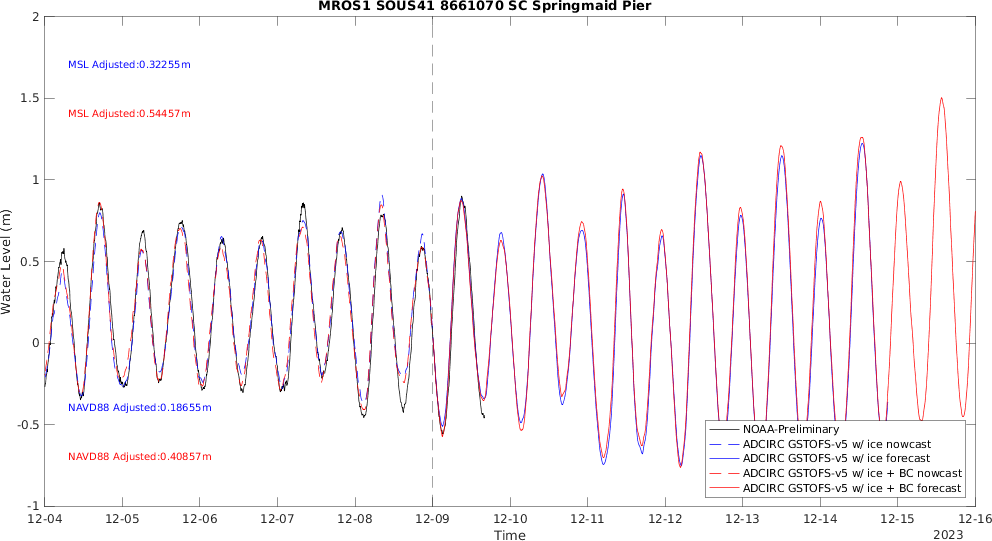 MROS1 SOUS41 8661070 SC Springmaid Pier
2
1.5
1
0.5
0
-0.5
-1
Water Level (m)
MSL Adjusted:0.32255m
MSL Adjusted:0.54457m
NAVD88 Adjusted:0.18655m
NAVD88 Adjusted:0.40857m
NOAA-Preliminary
ADCIRC GSTOFS-v5 w/ ice nowcast
ADCIRC GSTOFS-v5 w/ ice forecast
ADCIRC GSTOFS-v5 w/ ice + BC nowcast
ADCIRC GSTOFS-v5 w/ ice + BC forecast
12-04 12-05 12-06 12-07 12-08 12-09 12-10 12-11 12-12 12-13 12-14 12-15 12-16
Time
2023